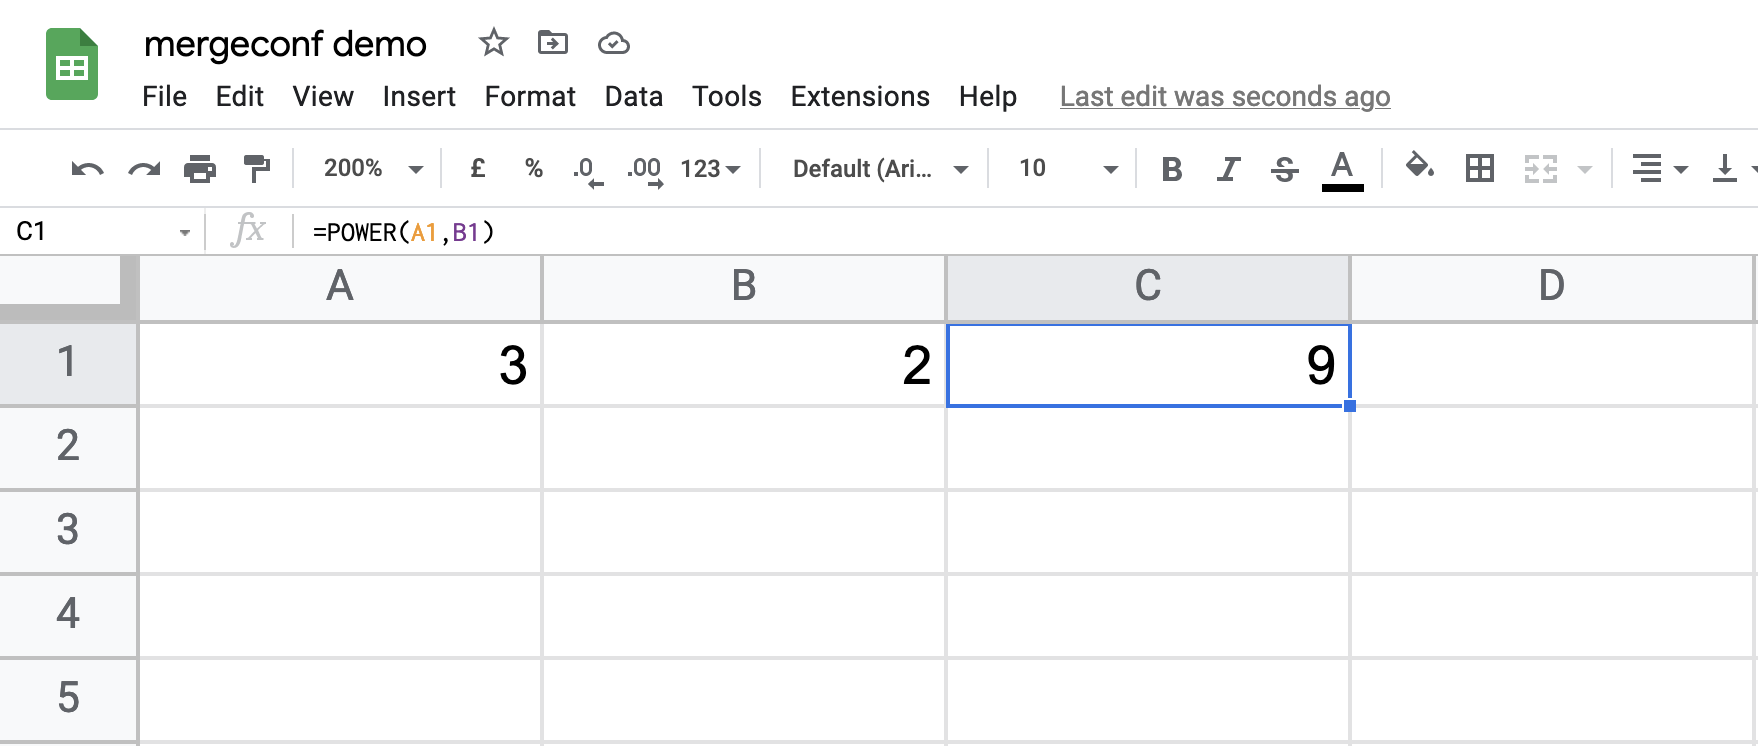 mergeconf demo
File Edit View Insert Format Data Tools Extensions Help Last edit was seconds ago
200% £ % .0 .00 123 Default (Ari... 10 B I S A
C1 fx =POWER(A1,B1)
A B C D
1 3 2 9
2
3
4
5